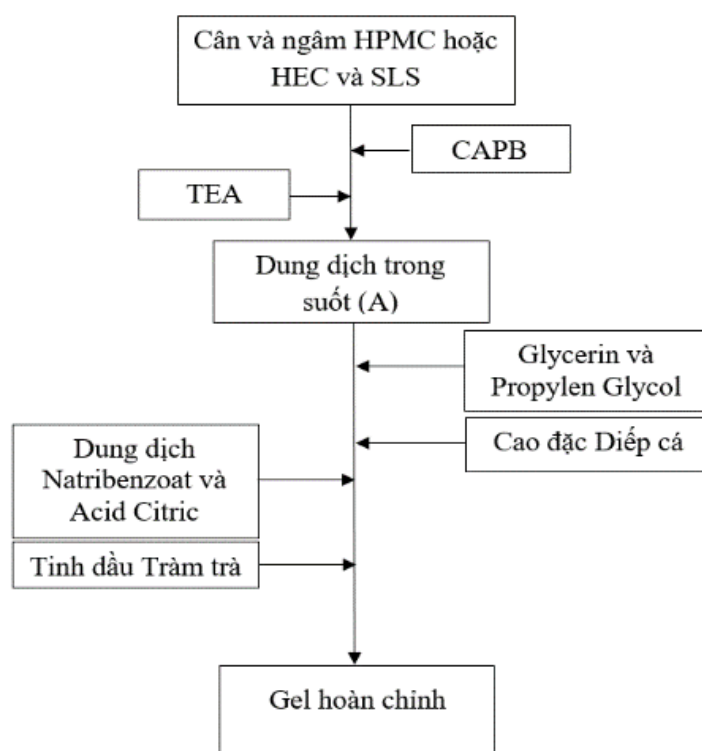 Cân và ngâm HPMC hoặc
HEC và SLS
CAPB
TEA
Dung dịch trong
suốt (A)
Glycerin và
Propylen Glycol
Cao đặc Diếp cá
Dung dịch
Natribenzoat và
Acid Citric
Tinh dầu Tràm trà
Gel hoàn chỉnh